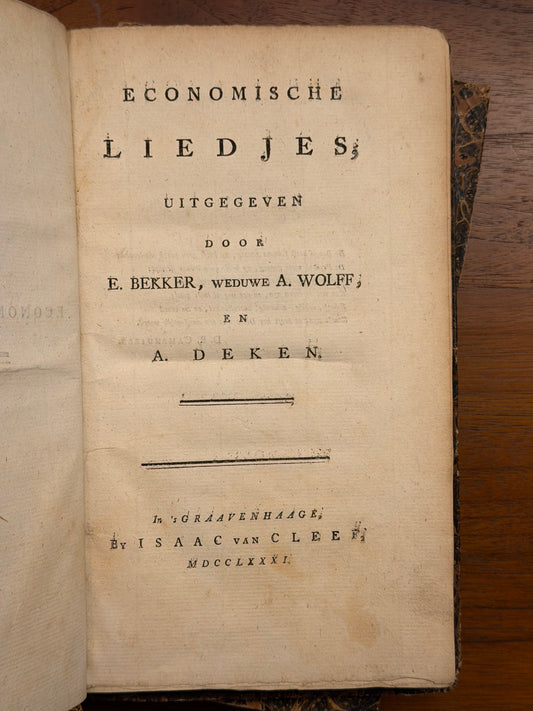 ECONOMISCHE
LIEDJES,
UITGEGEVEN
DOOR
E. BEKKER, WEDUWE A. WOLFF,
EN
A. DEKEN.
In 's GRAAVENHAAGE,
BY ISAAC VAN CLEEF,
MDCCLXXXI.